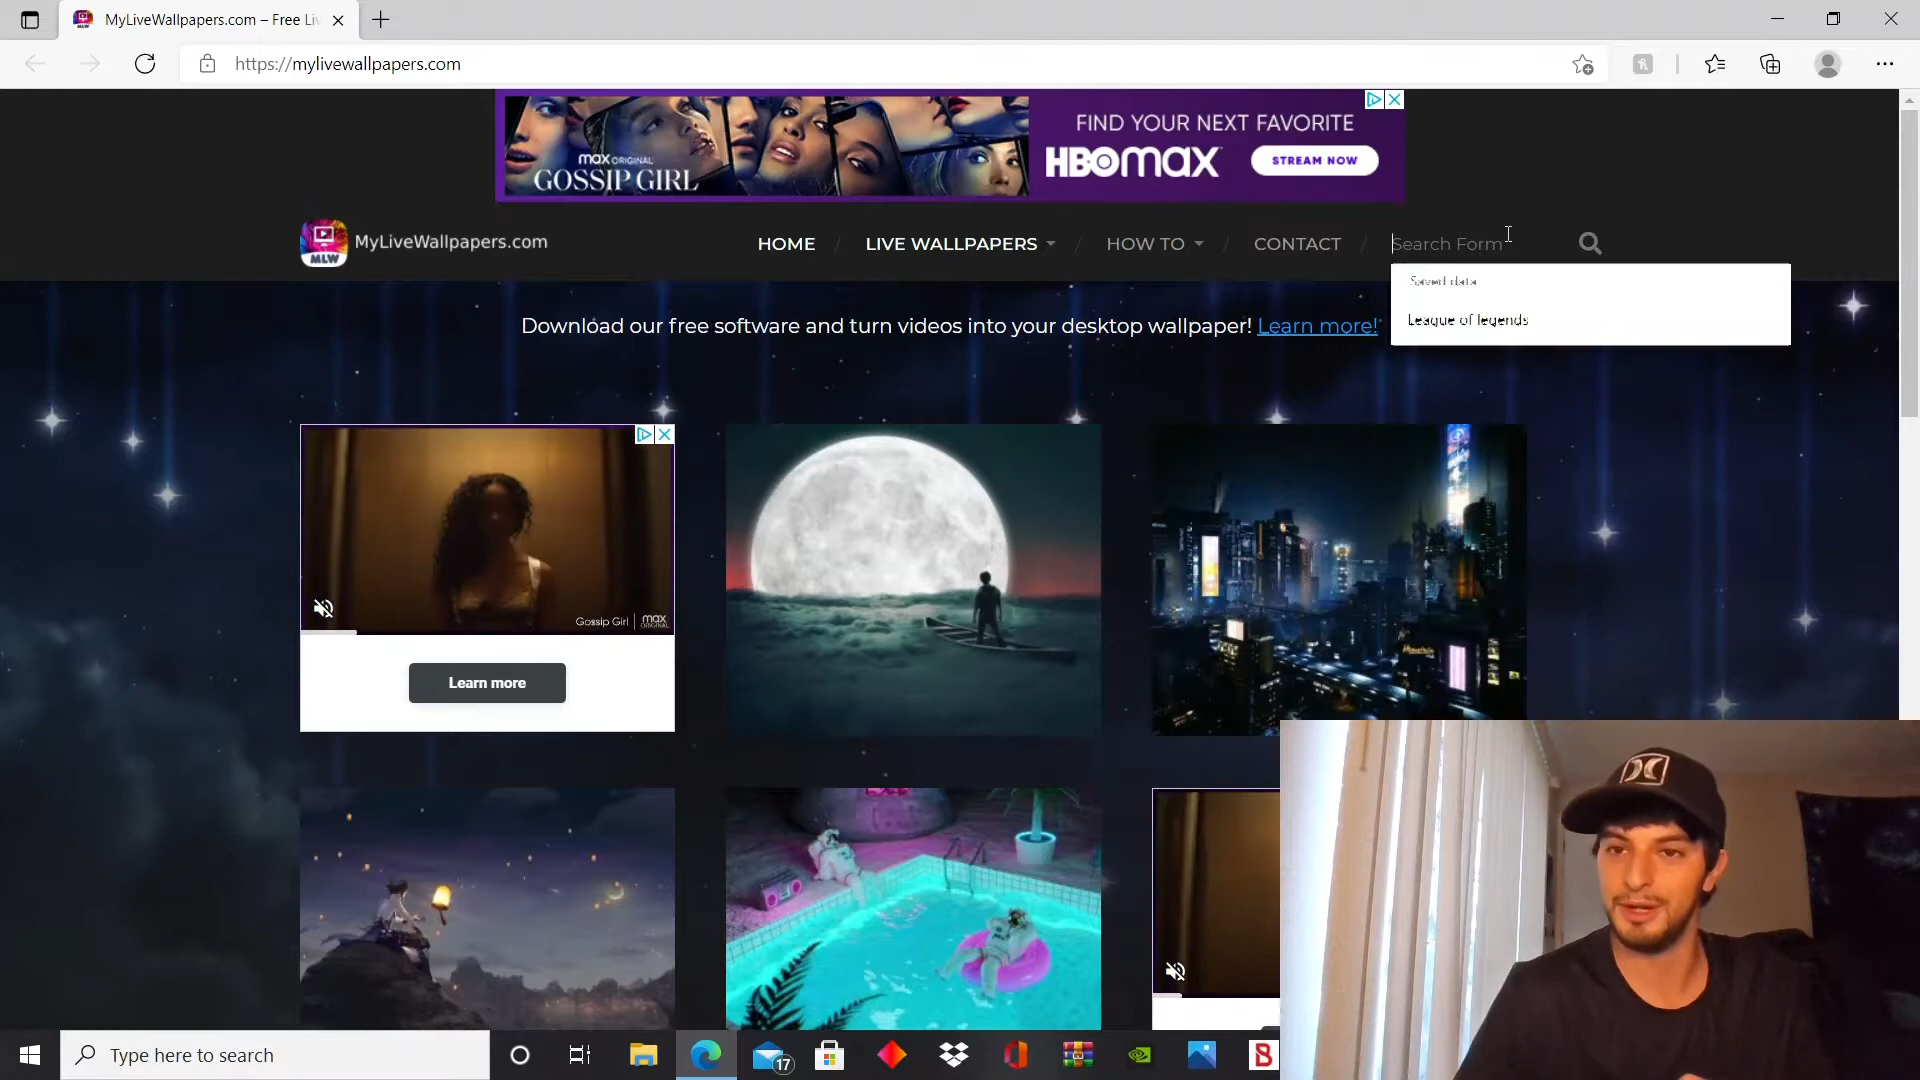 MyLiveWallpapers.com – Free Li
https://mylivewallpapers.com
max ORIGINAL
GOSSIP GIRL
FIND YOUR NEXT FAVORITE
HBOmax
STREAM NOW
MLW
MyLiveWallpapers.com
HOME / LIVE WALLPAPERS / HOW TO / CONTACT / Search Form
Saved data
League of legends
Download our free software and turn videos into your desktop wallpaper! Learn more!
Gossip Girl | max ORIGINAL
Learn more
Type here to search
17
B